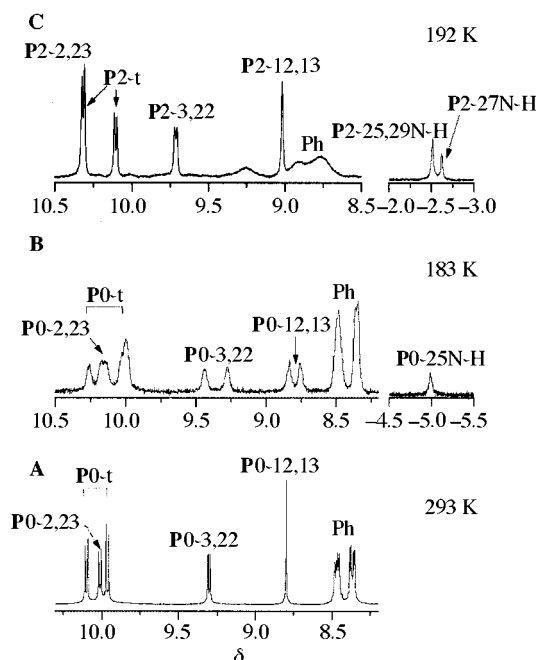 C
192 K
P2-2,23
P2-t
P2-3,22
P2-12,13
Ph
P2-25,29N-H
P2-27N-H
10.5 10.0 9.5 9.0 8.5 −2.0 −2.5 −3.0
B
183 K
P0-t
P0-2,23
P0-3,22
P0-12,13
Ph
P0-25N-H
10.5 10.0 9.5 9.0 8.5 −4.5 −5.0 −5.5
A
293 K
P0-t
P0-2,23
P0-3,22
P0-12,13
Ph
10.0 9.5 9.0 8.5
δ